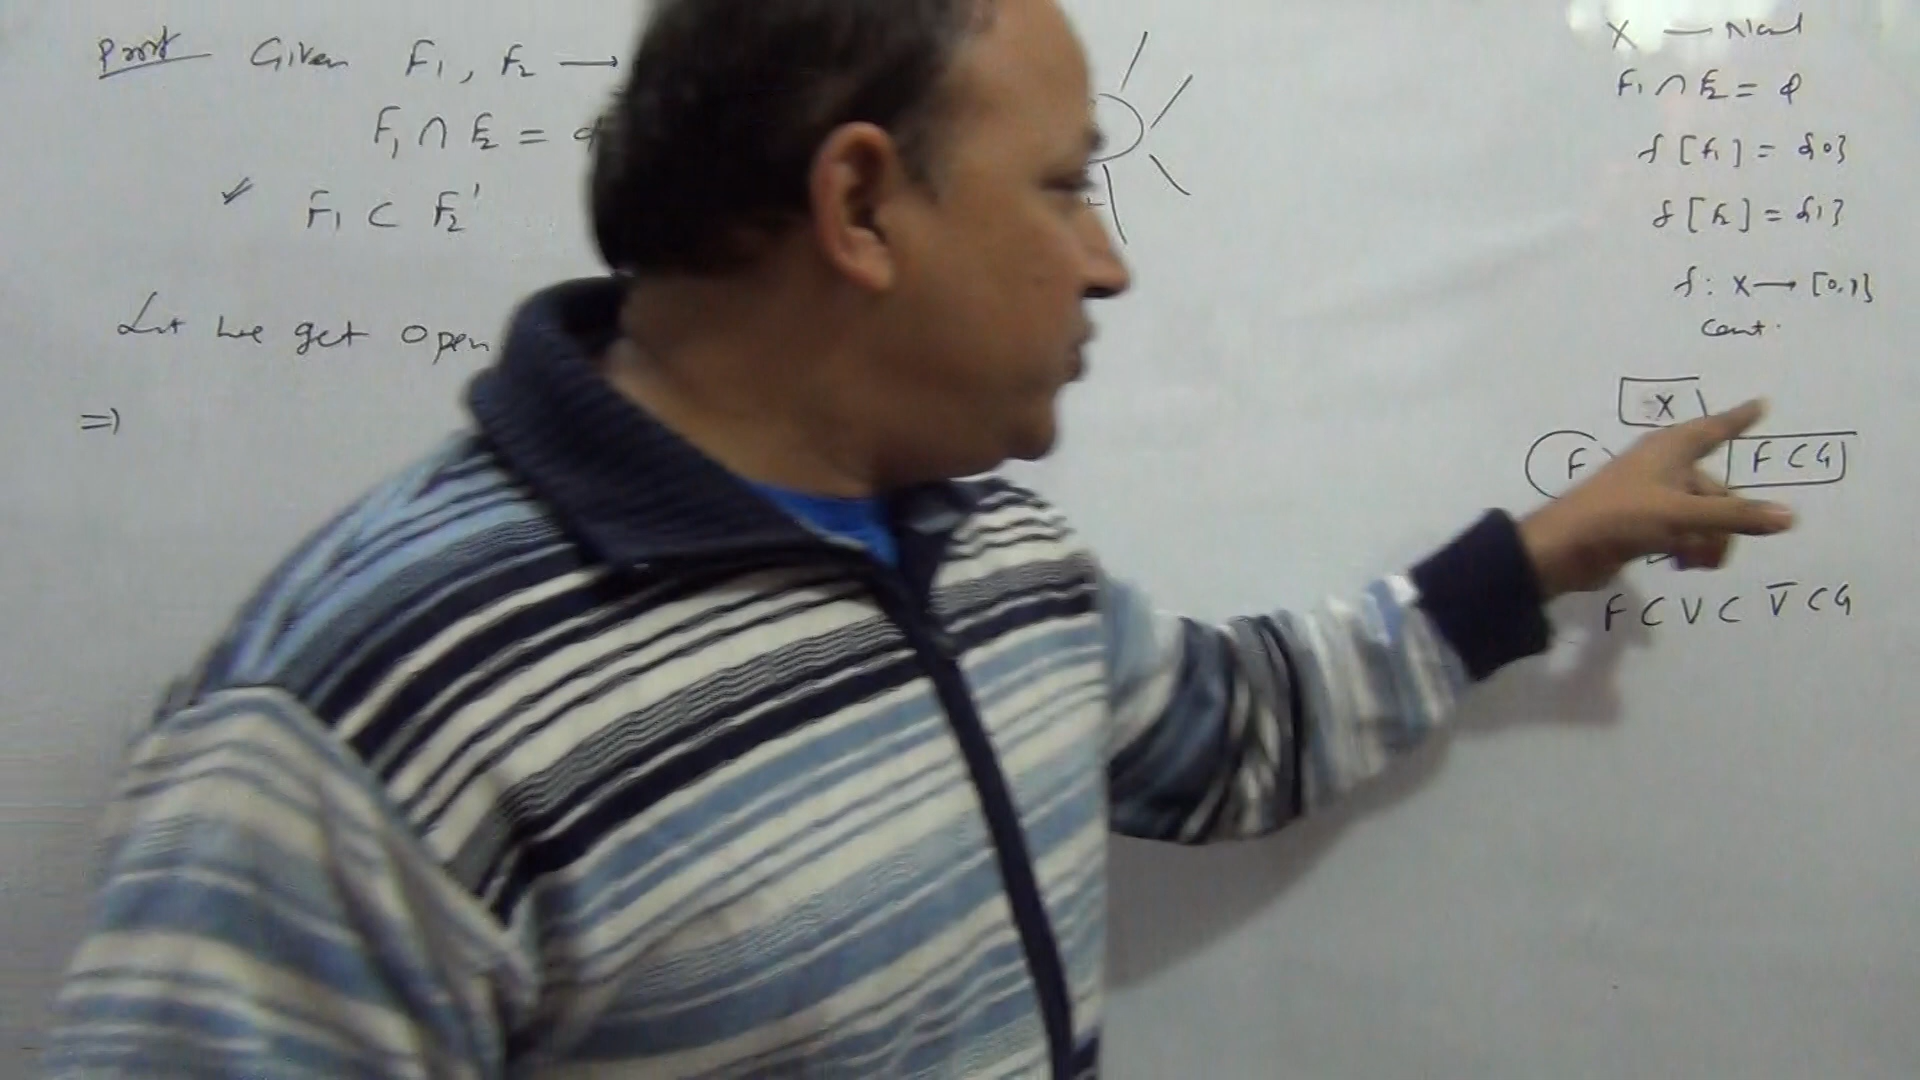 Proof Given F₁, F₂ →
F₁ ∩ F₂ = φ
✓ F₁ ⊂ F₂'
Let we get open
⇒
X —
F₁ ∩ F₂ = φ
f [F₁] = {0}
f [F₂] = {1}
f : X → [0,1]
Cont.
X
F F ⊂ G
F ⊂ V ⊂ V̅ ⊂ G